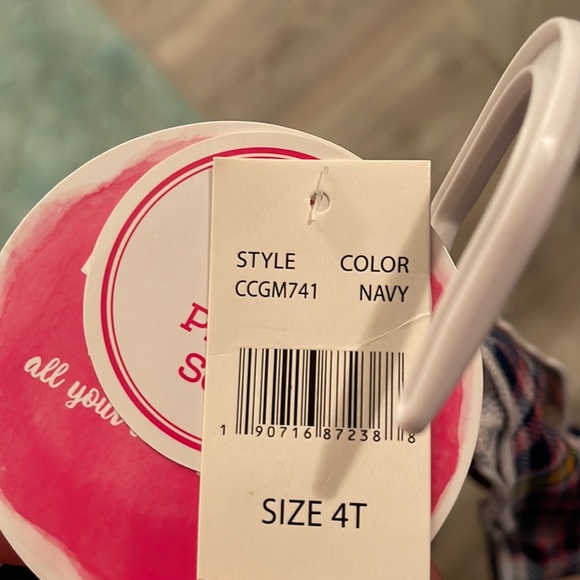 STYLE COLOR
CCGM741 NAVY
1 90716 87238 8
SIZE 4T
all your